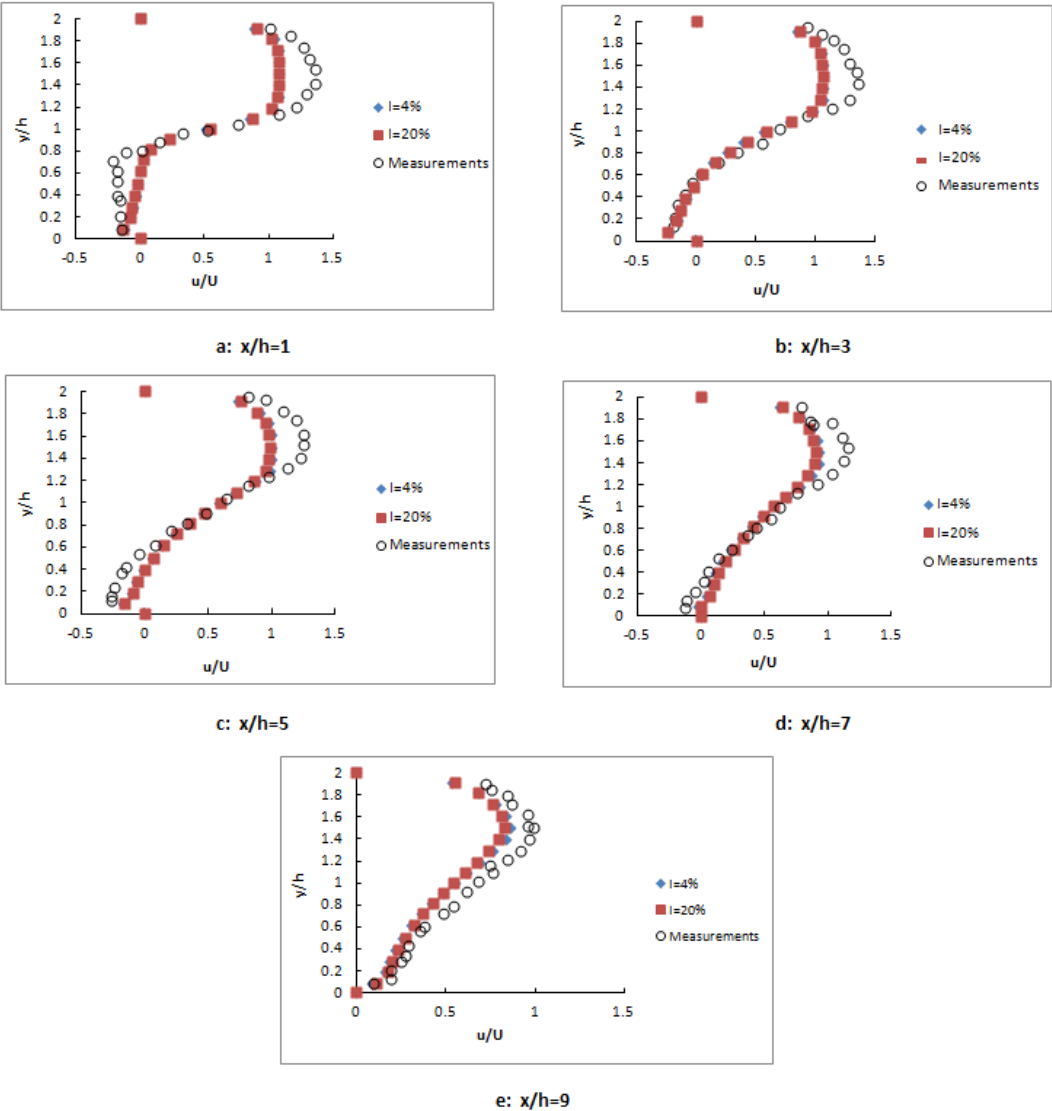 2
1.8
1.6
1.4
1.2
1
0.8
0.6
0.4
0.2
0
y/h
-0.5 0 0.5 1 1.5
u/U
I=4%
I=20%
Measurements
a: x/h=1
2
1.8
1.6
1.4
1.2
1
0.8
0.6
0.4
0.2
0
y/h
-0.5 0 0.5 1 1.5
u/U
I=4%
I=20%
Measurements
b: x/h=3
2
1.8
1.6
1.4
1.2
1
0.8
0.6
0.4
0.2
0
y/h
-0.5 0 0.5 1 1.5
u/U
I=4%
I=20%
Measurements
c: x/h=5
2
1.8
1.6
1.4
1.2
1
0.8
0.6
0.4
0.2
0
y/h
-0.5 0 0.5 1 1.5
u/U
I=4%
I=20%
Measurements
d: x/h=7
2
1.8
1.6
1.4
1.2
1
0.8
0.6
0.4
0.2
0
y/h
0 0.5 1 1.5
u/U
I=4%
I=20%
Measurements
e: x/h=9